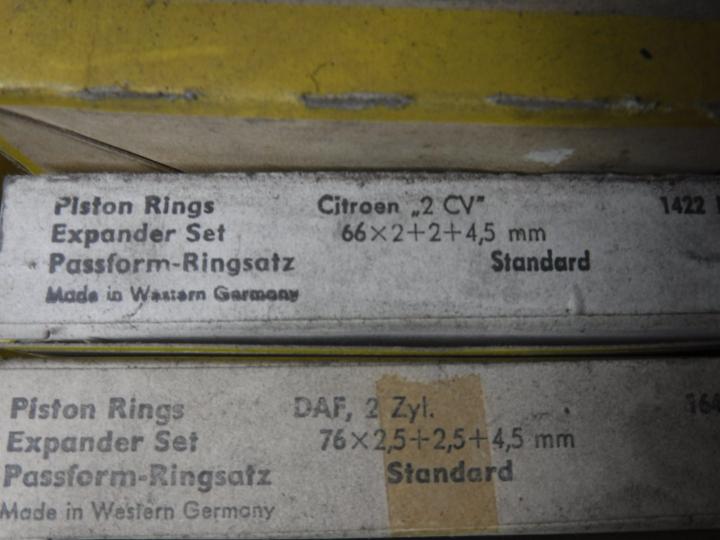 Piston Rings Citroen „2 CV” 1422
Expander Set 66×2+2+4,5 mm
Passform-Ringsatz Standard
Made in Western Germany
Piston Rings DAF, 2 Zyl.
Expander Set 76×2,5+2,5+4,5 mm
Passform-Ringsatz Standard
Made in Western Germany